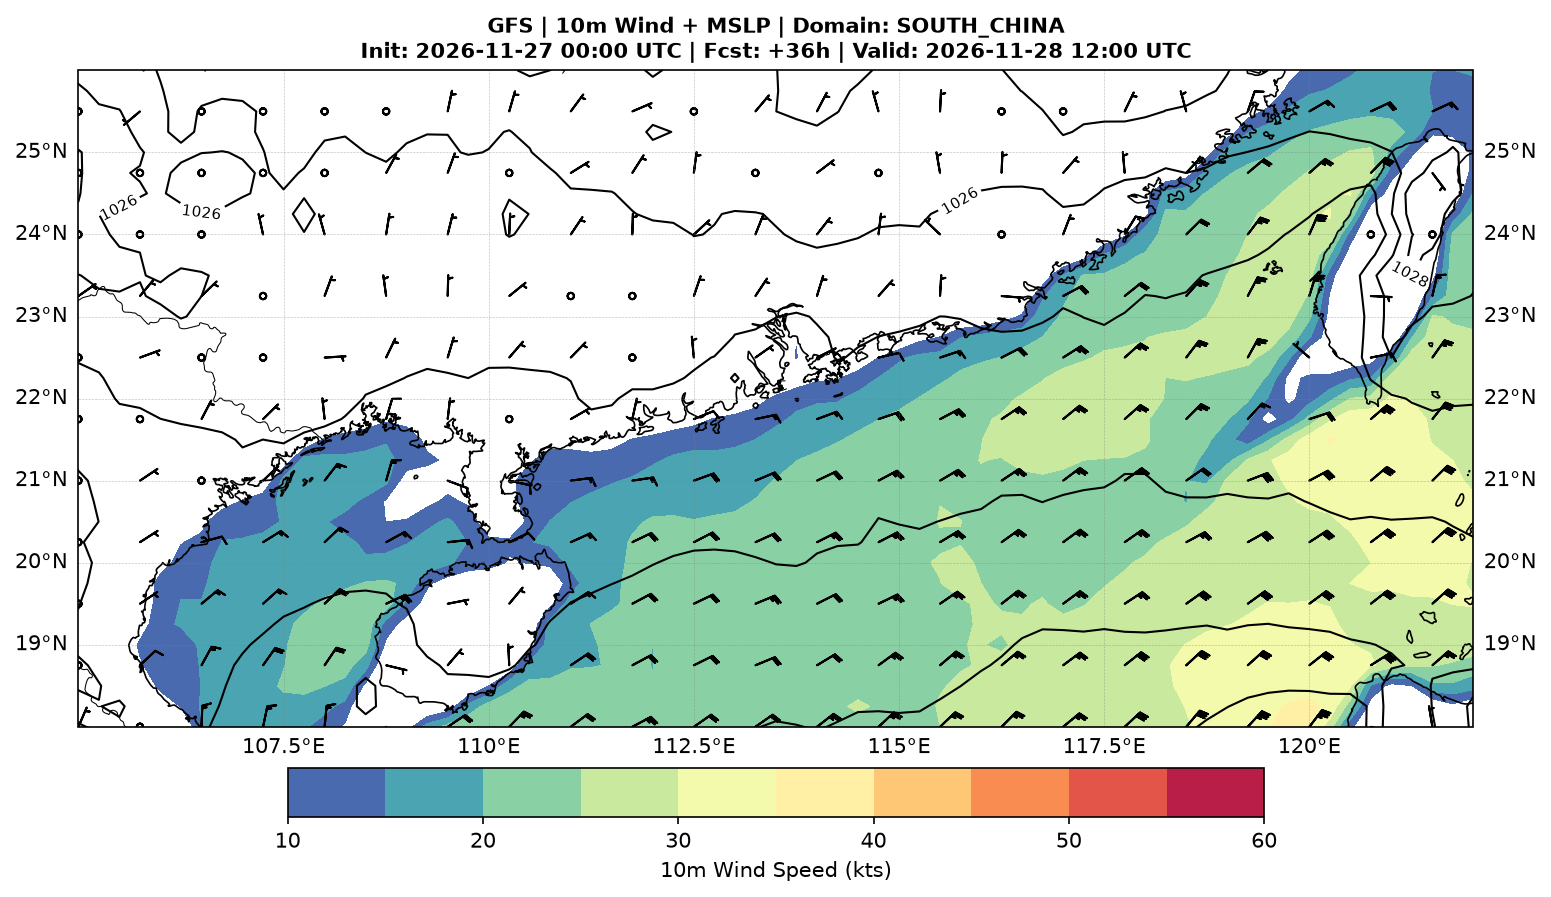 GFS | 10m Wind + MSLP | Domain: SOUTH_CHINA
Init: 2026-11-27 00:00 UTC | Fcst: +36h | Valid: 2026-11-28 12:00 UTC
25°N 25°N
24°N 24°N
23°N 23°N
22°N 22°N
21°N 21°N
20°N 20°N
19°N 19°N
1026
1026
1026
1028
107.5°E 110°E 112.5°E 115°E 117.5°E 120°E
10 20 30 40 50 60
10m Wind Speed (kts)